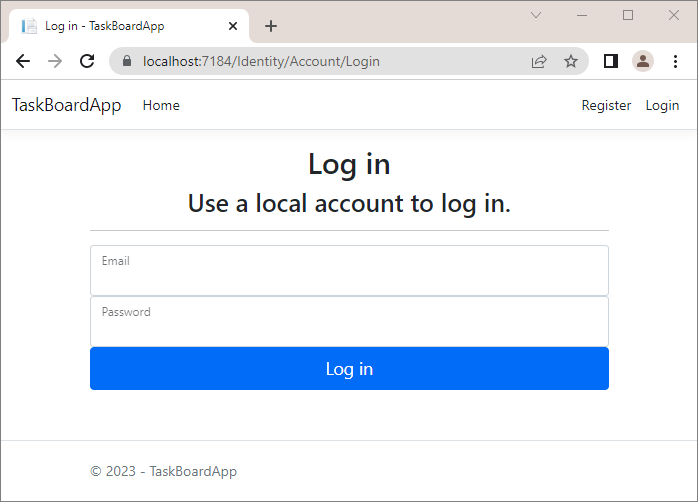 Log in - TaskBoardApp
localhost:7184/Identity/Account/Login
TaskBoardApp Home Register Login
Log in
Use a local account to log in.
Email
Password
Log in
© 2023 - TaskBoardApp